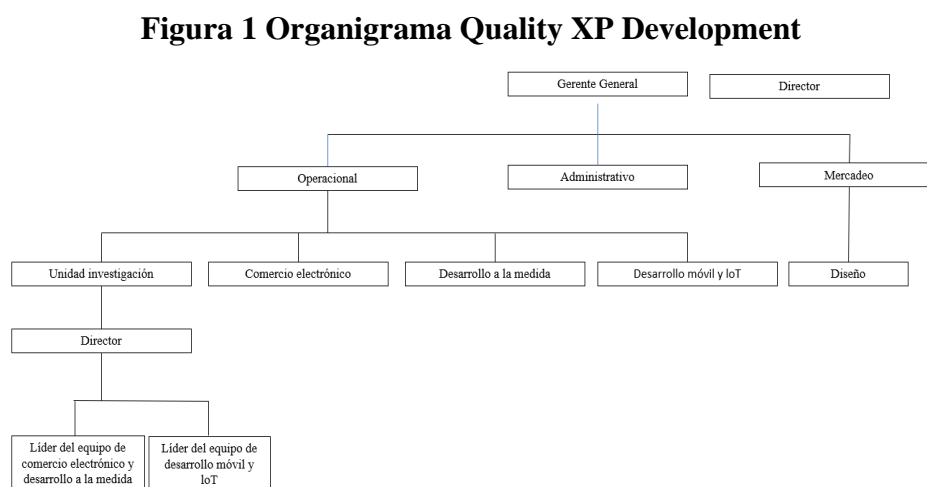 Figura 1 Organigrama Quality XP Development
Gerente General
Director
Operacional
Administrativo
Mercadeo
Unidad investigación
Comercio electrónico
Desarrollo a la medida
Desarrollo móvil y loT
Diseño
Director
Líder del equipo de
comercio electrónico y
desarrollo a la medida
Líder del equipo de
desarrollo móvil y
loT